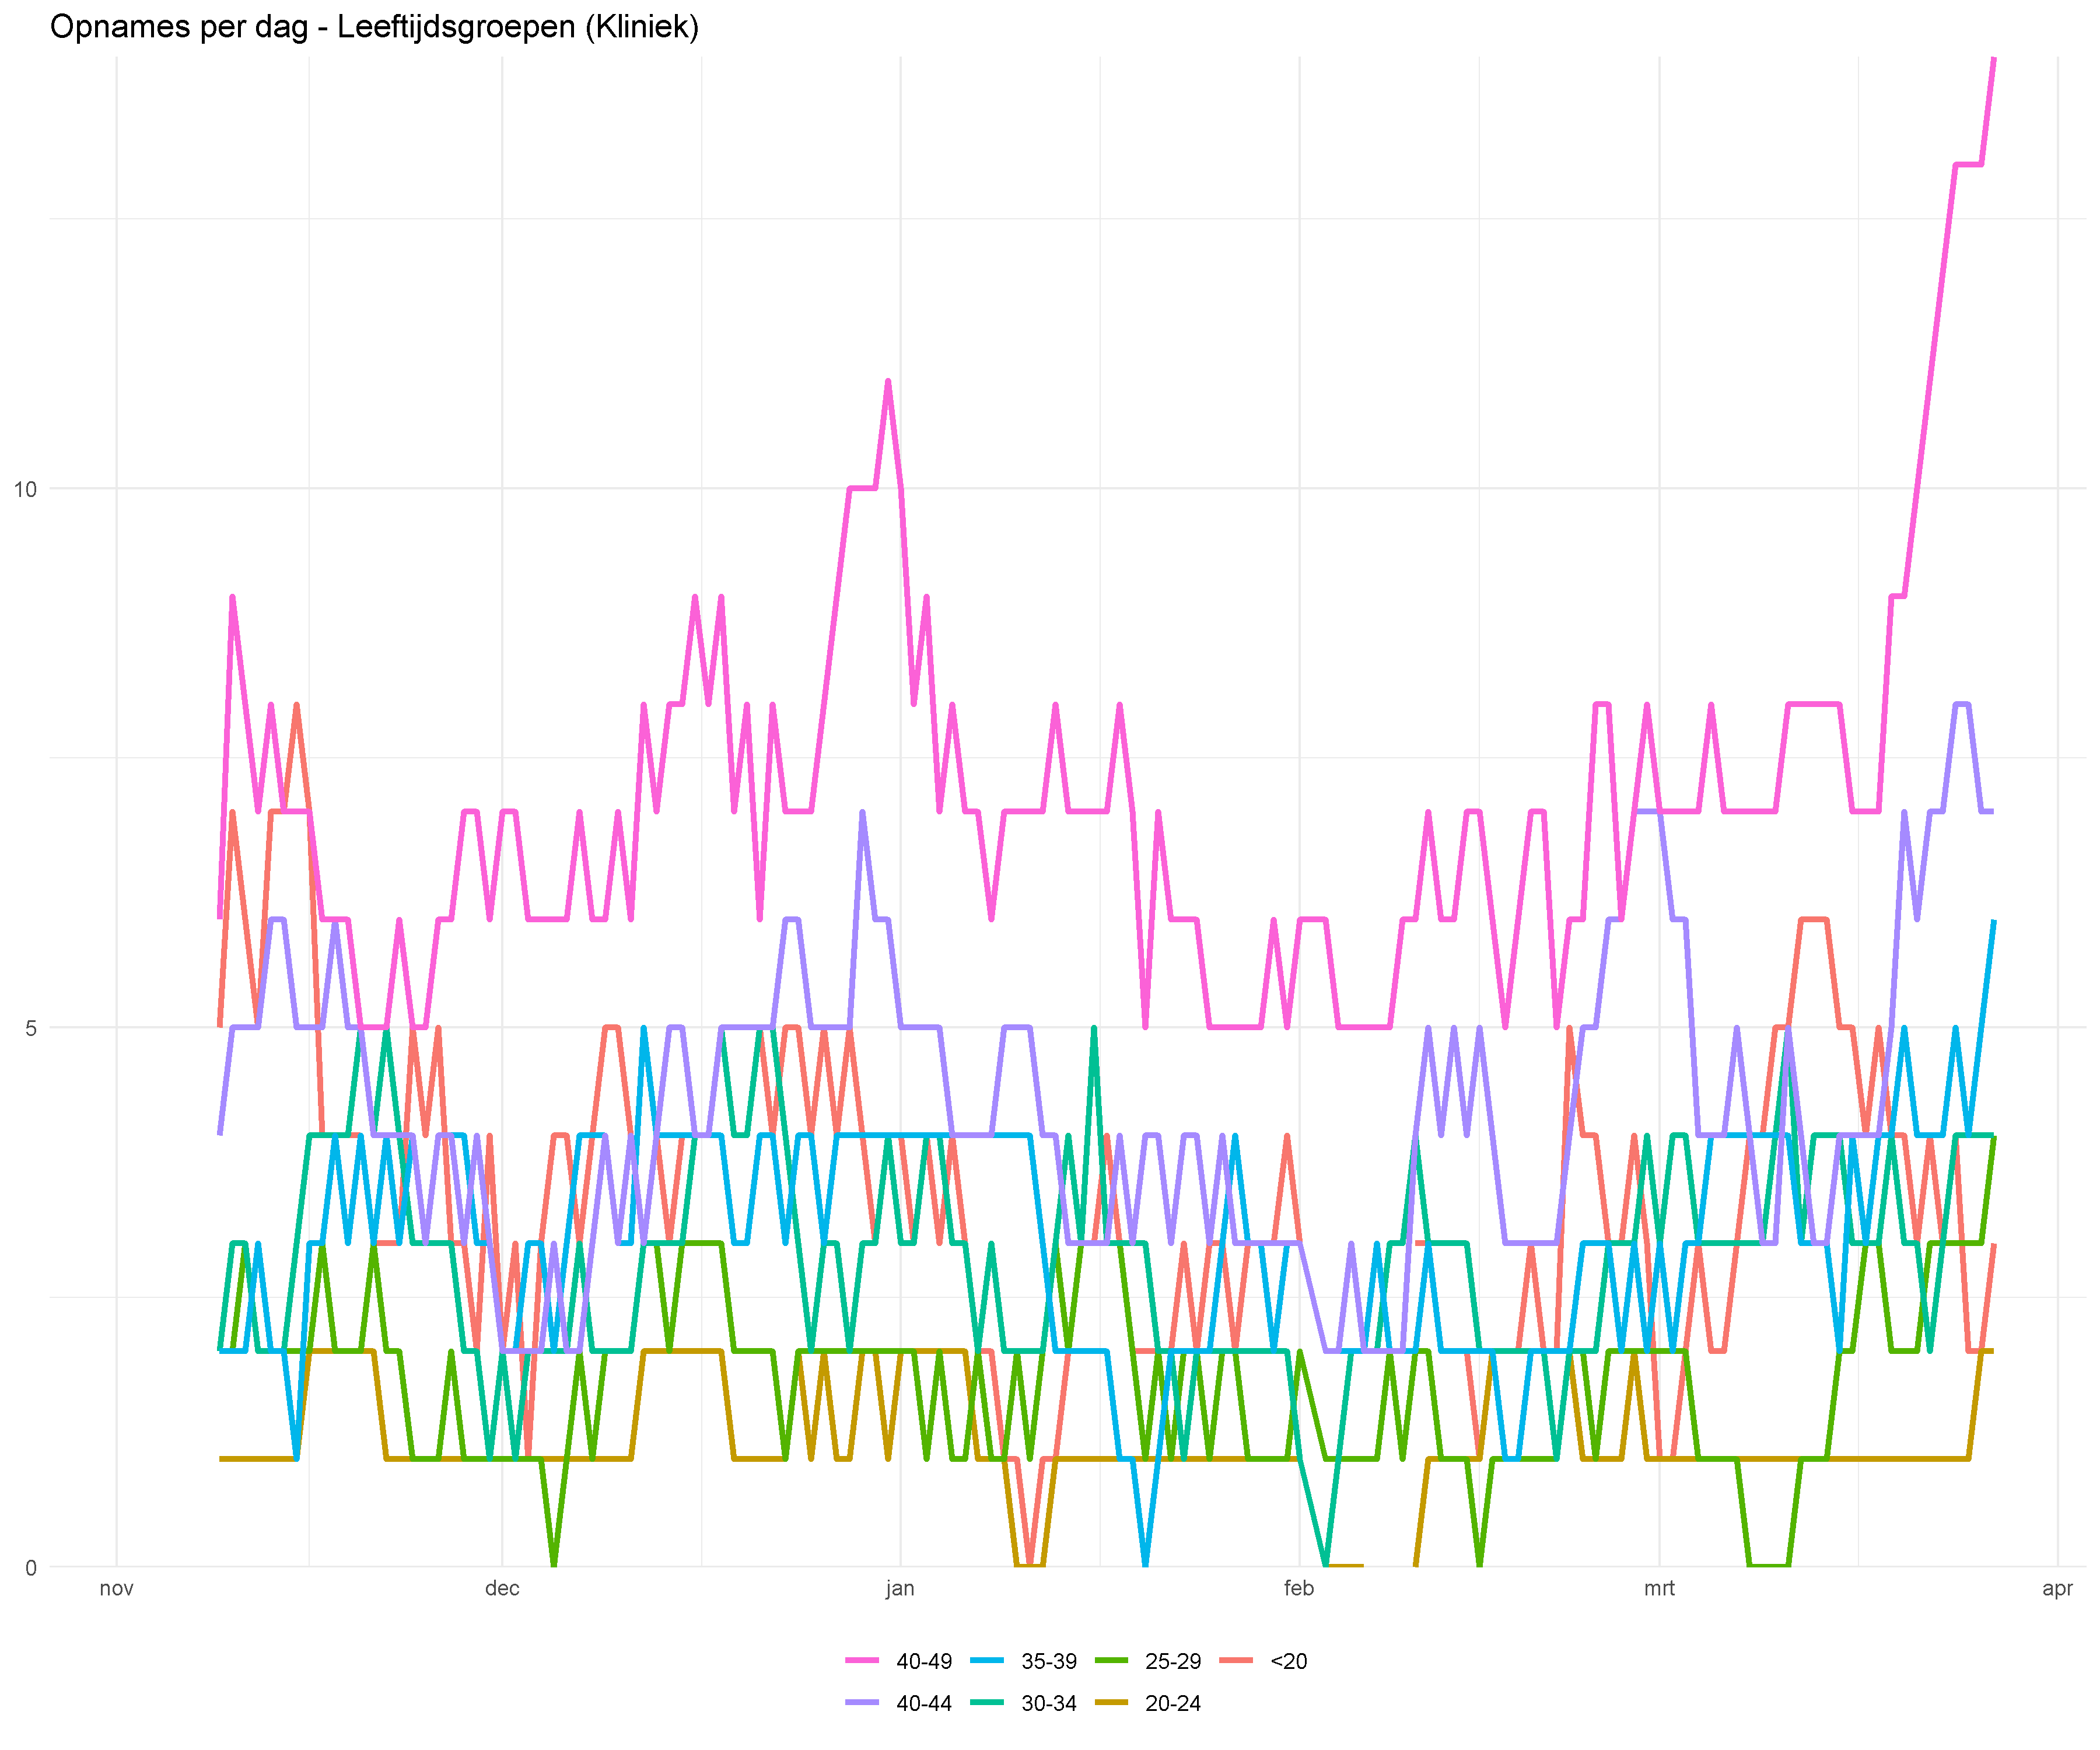 Opnames per dag - Leeftijdsgroepen (Kliniek)
10
5
0
nov dec jan feb mrt apr
40-49 35-39 25-29 <20
40-44 30-34 20-24